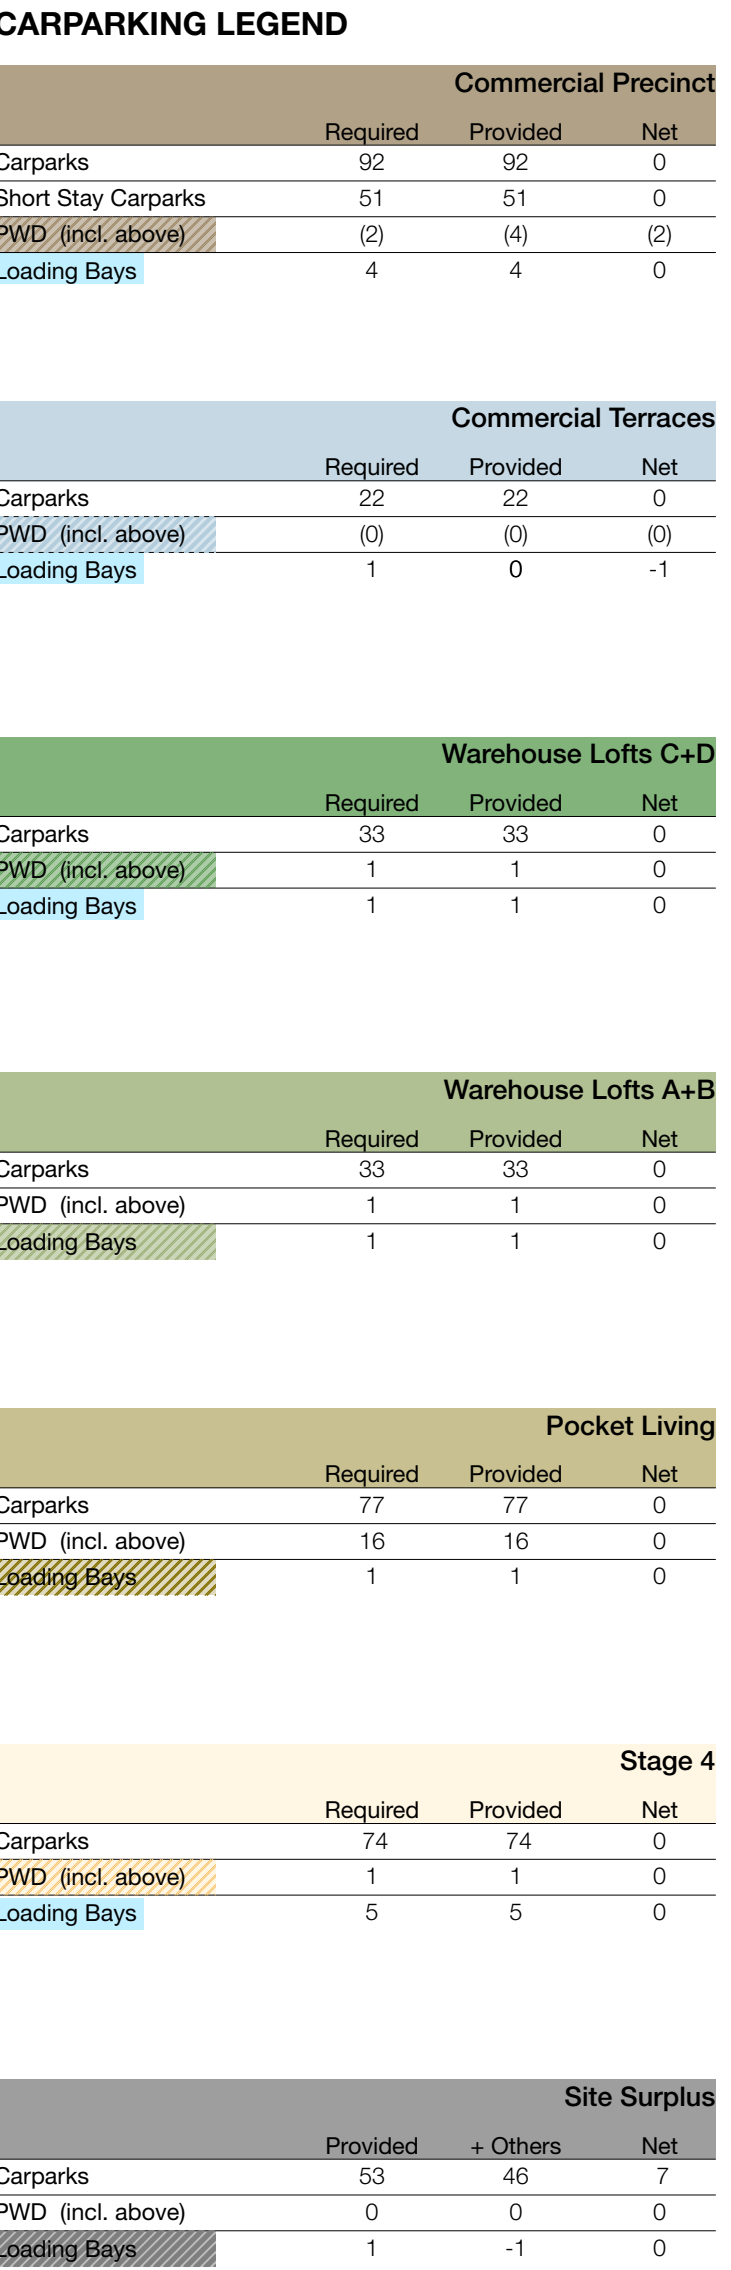 CARPARKING LEGEND
Commercial Precinct
Required Provided Net
Carparks 92 92 0
Short Stay Carparks 51 51 0
PWD (incl. above) (2) (4) (2)
Loading Bays 4 4 0
Commercial Terraces
Required Provided Net
Carparks 22 22 0
PWD (incl. above) (0) (0) (0)
Loading Bays 1 0 -1
Warehouse Lofts C+D
Required Provided Net
Carparks 33 33 0
PWD (incl. above) 1 1 0
Loading Bays 1 1 0
Warehouse Lofts A+B
Required Provided Net
Carparks 33 33 0
PWD (incl. above) 1 1 0
Loading Bays 1 1 0
Pocket Living
Required Provided Net
Carparks 77 77 0
PWD (incl. above) 16 16 0
Loading Bays 1 1 0
Stage 4
Required Provided Net
Carparks 74 74 0
PWD (incl. above) 1 1 0
Loading Bays 5 5 0
Site Surplus
Provided + Others Net
Carparks 53 46 7
PWD (incl. above) 0 0 0
Loading Bays 1 -1 0